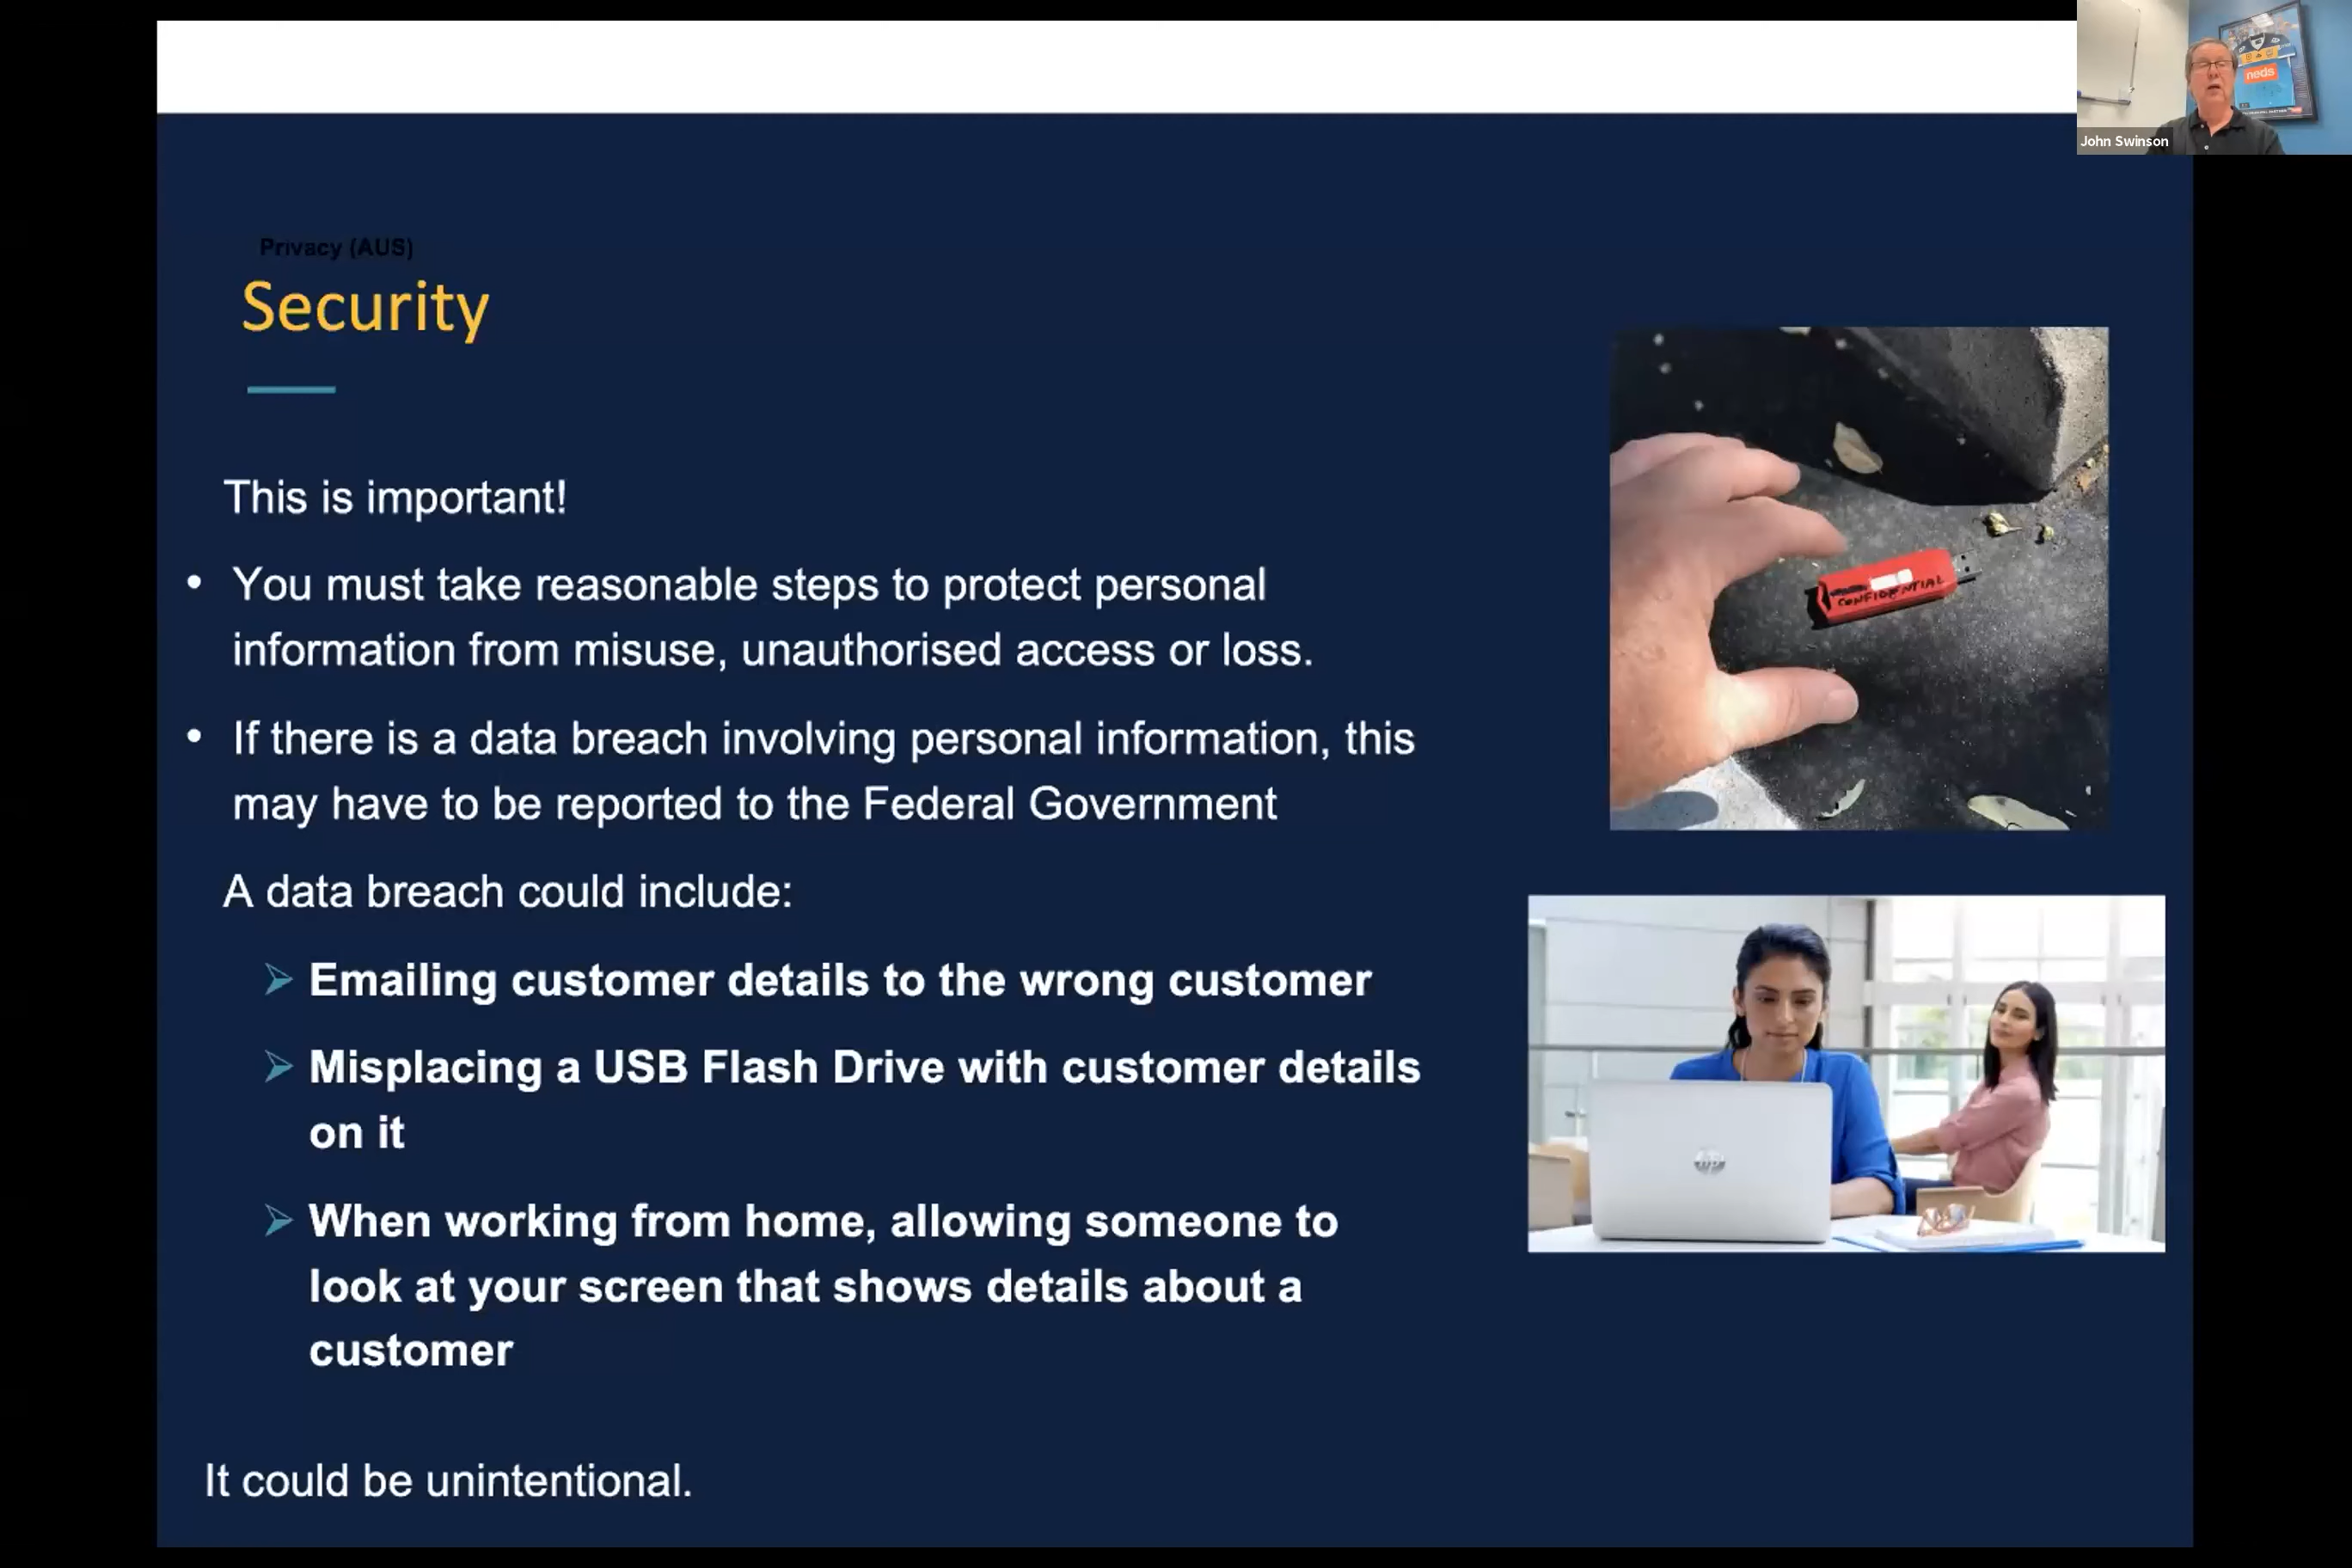 neds
John Swinson
Privacy (AUS)
Security
This is important!
• You must take reasonable steps to protect personal
information from misuse, unauthorised access or loss.
• If there is a data breach involving personal information, this
may have to be reported to the Federal Government
A data breach could include:
➢ Emailing customer details to the wrong customer
➢ Misplacing a USB Flash Drive with customer details
on it
➢ When working from home, allowing someone to
look at your screen that shows details about a
customer
It could be unintentional.
CONFIDENTIAL
hp